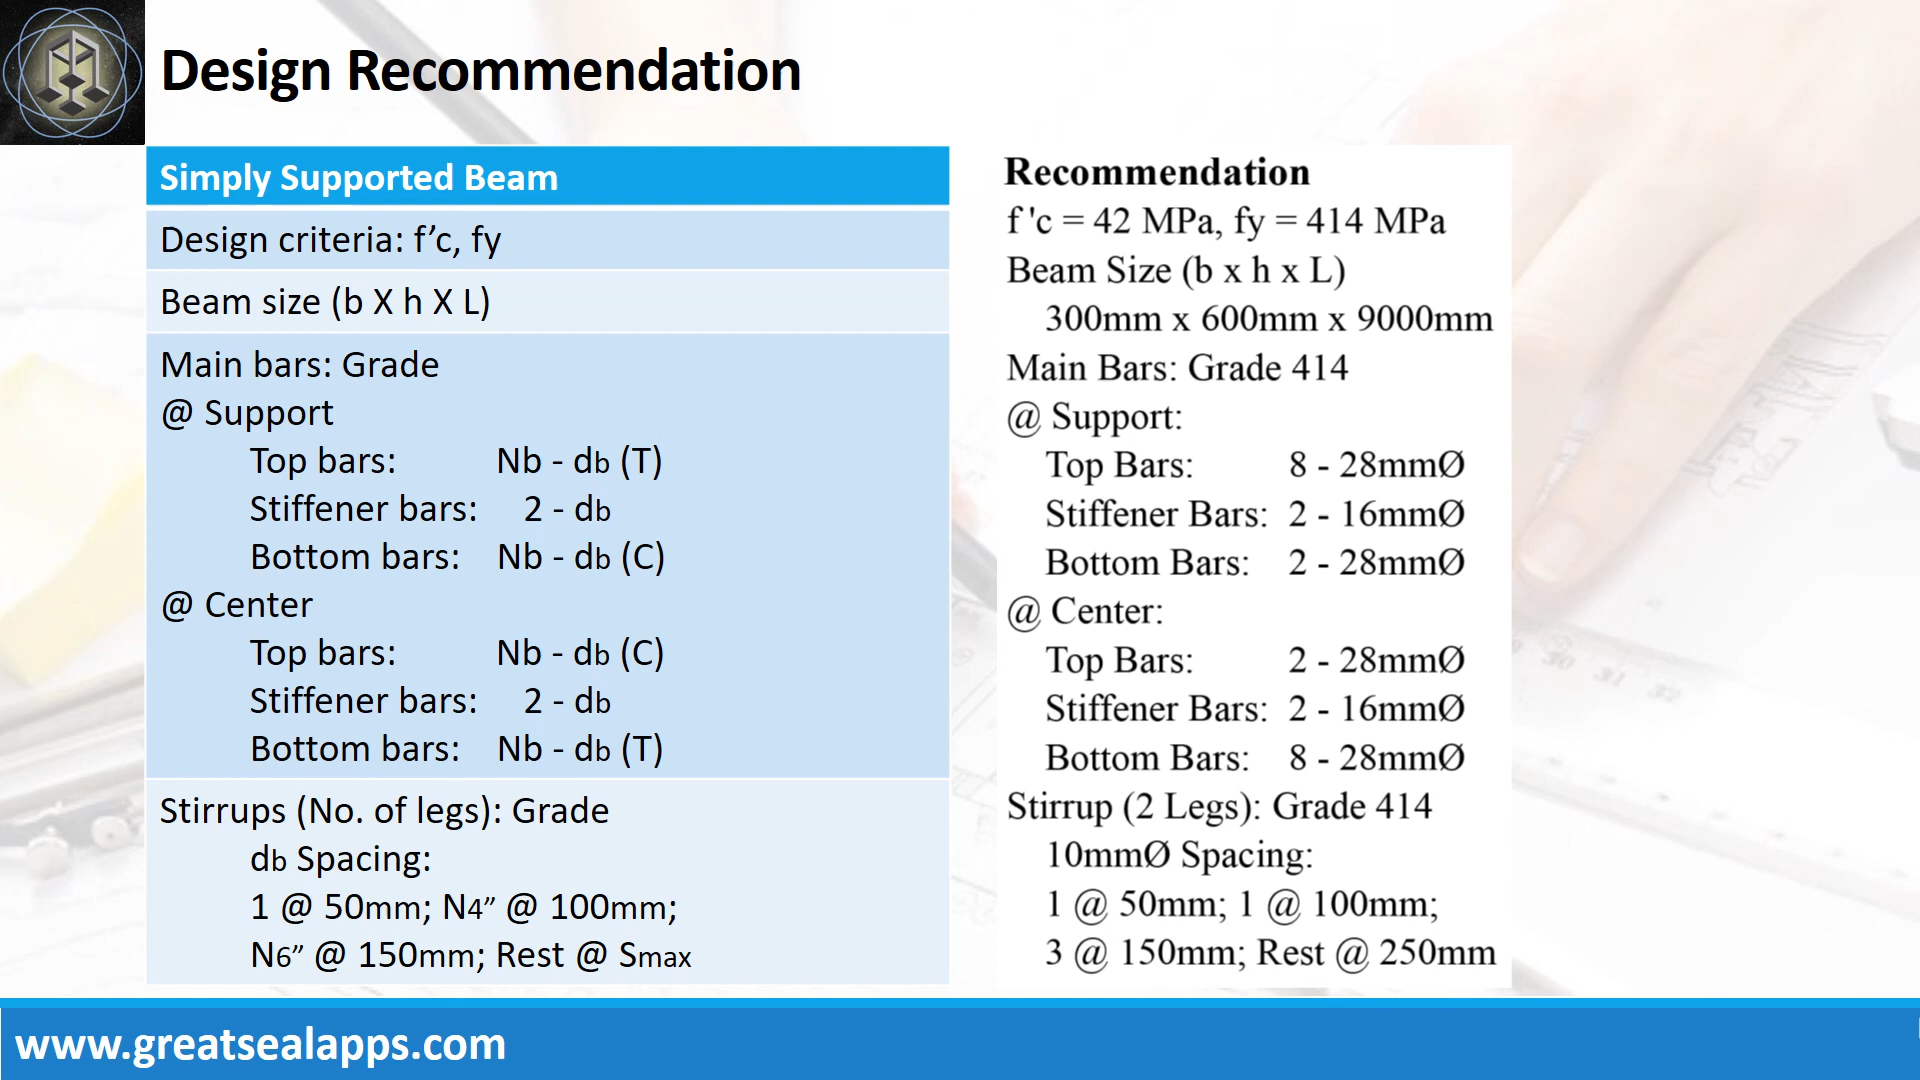 Design Recommendation
Simply Supported Beam
Design criteria: f’c, fy
Beam size (b X h X L)
Main bars: Grade
@ Support
Top bars: Nb - db (T)
Stiffener bars: 2 - db
Bottom bars: Nb - db (C)
@ Center
Top bars: Nb - db (C)
Stiffener bars: 2 - db
Bottom bars: Nb - db (T)
Stirrups (No. of legs): Grade
db Spacing:
1 @ 50mm; N4” @ 100mm;
N6” @ 150mm; Rest @ Smax
Recommendation
f 'c = 42 MPa, fy = 414 MPa
Beam Size (b x h x L)
300mm x 600mm x 9000mm
Main Bars: Grade 414
@ Support:
Top Bars: 8 - 28mmØ
Stiffener Bars: 2 - 16mmØ
Bottom Bars: 2 - 28mmØ
@ Center:
Top Bars: 2 - 28mmØ
Stiffener Bars: 2 - 16mmØ
Bottom Bars: 8 - 28mmØ
Stirrup (2 Legs): Grade 414
10mmØ Spacing:
1 @ 50mm; 1 @ 100mm;
3 @ 150mm; Rest @ 250mm
30 31 32
www.greatsealapps.com